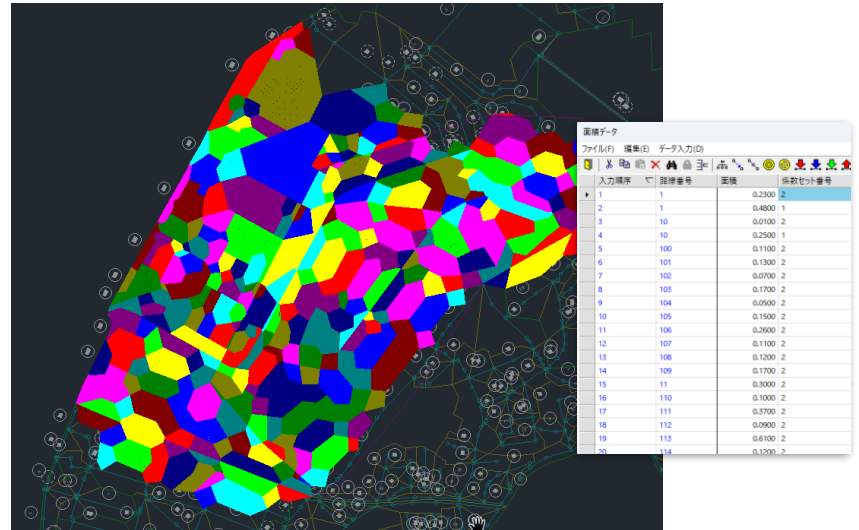 面積データ
ファイル(F) 編集(E) データ入力(D)
入力順序 路線番号 面積 係数セット番号
1 1 0.2300 2
2 1 0.4800 1
3 10 0.0100 2
4 10 0.2500 1
5 100 0.1100 2
6 101 0.1300 2
7 102 0.0700 2
8 103 0.1700 2
9 104 0.0500 2
10 105 0.1500 2
11 106 0.2600 2
12 107 0.1100 2
13 108 0.1200 2
14 109 0.1700 2
15 11 0.3000 2
16 110 0.1000 2
17 111 0.3700 2
18 112 0.0900 2
19 113 0.6100 2
20 114 0.1200 2